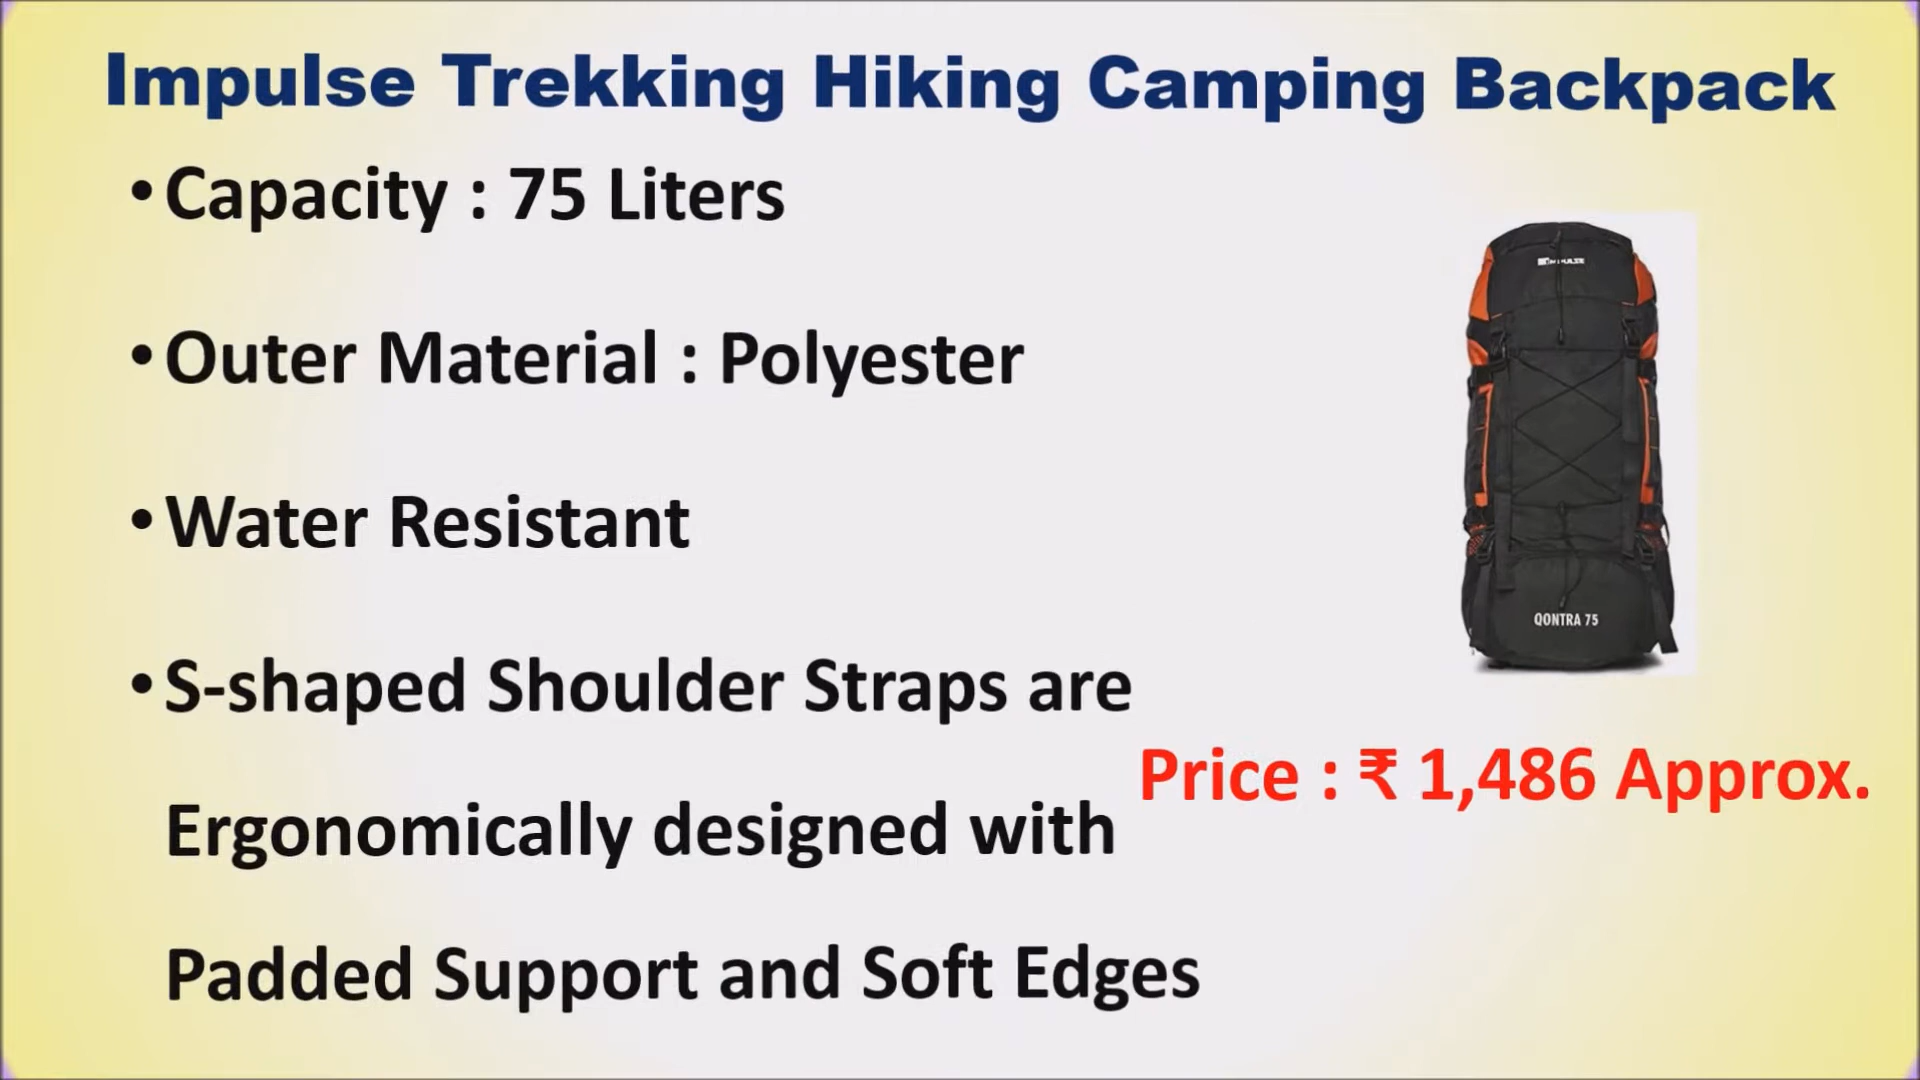 Impulse Trekking Hiking Camping Backpack
• Capacity : 75 Liters
• Outer Material : Polyester
• Water Resistant
• S-shaped Shoulder Straps are
Ergonomically designed with
Padded Support and Soft Edges
IMPULSE
QONTRA 75
Price : ₹ 1,486 Approx.